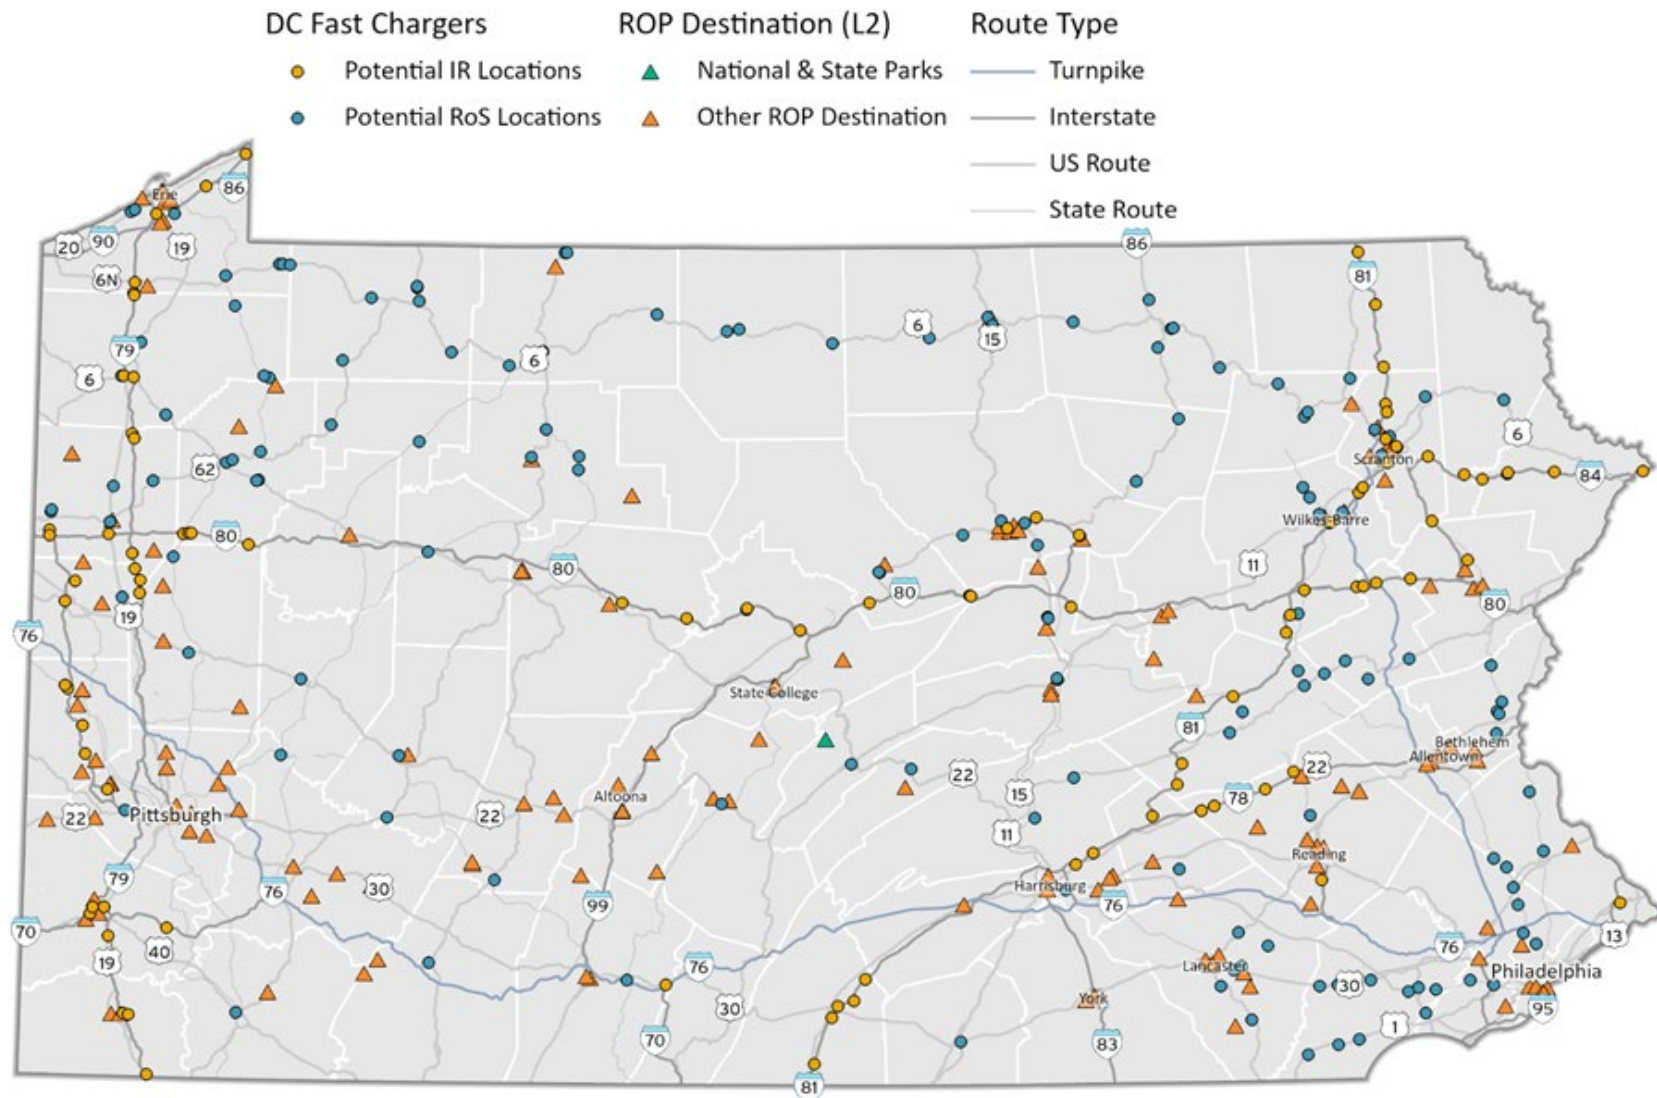 DC Fast Chargers ROP Destination (L2) Route Type
Potential IR Locations National & State Parks Turnpike
Potential RoS Locations Other ROP Destination Interstate
US Route
State Route
Erie
86
20 90 19
86
6N
81
6
15
79
6
6
6
62
Scranton
84
80
Wilkes-Barre
80
11
80
19
80
76
State College
81
Bethlehem
Allentown
22
22
15
78
Altoona
22
Pittsburgh
22
11
Reading
79
30
Harrisburg
76
99
76
70
13
40
76
19
76
Lancaster
Philadelphia
30
York
30
95
1
70
83
81